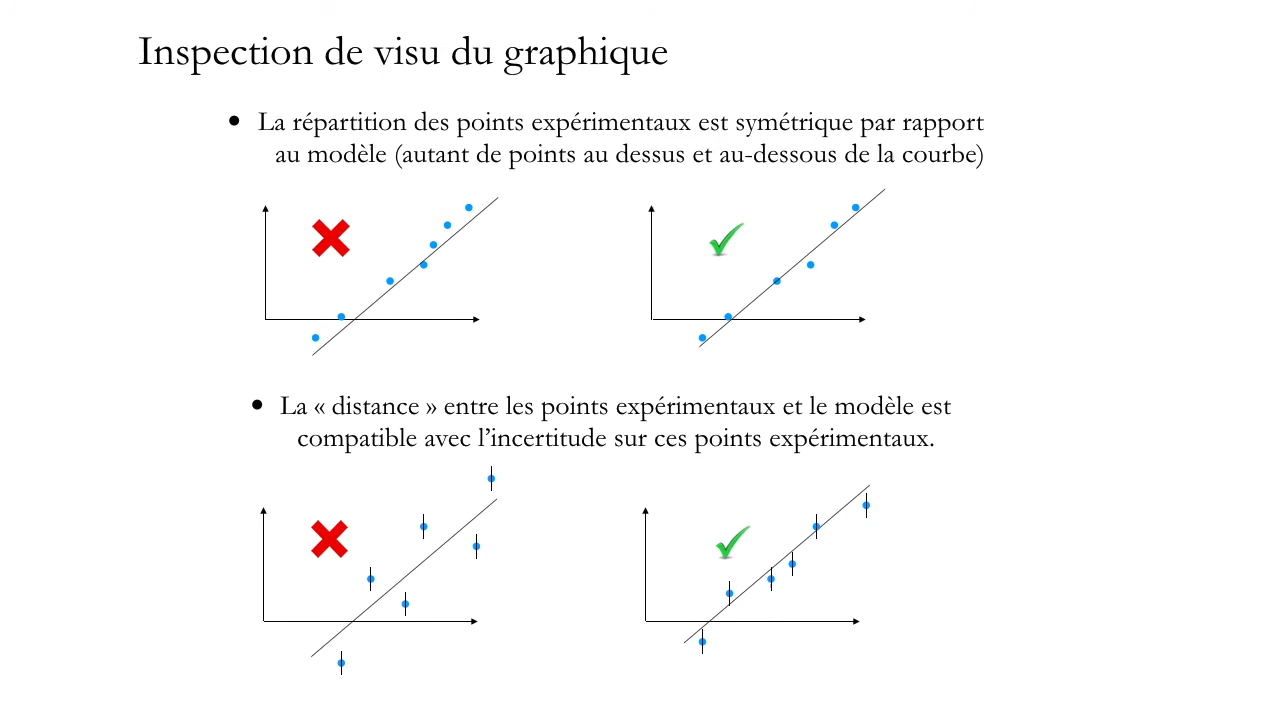 Inspection de visu du graphique
• La répartition des points expérimentaux est symétrique par rapport
au modèle (autant de points au dessus et au-dessous de la courbe)
• La « distance » entre les points expérimentaux et le modèle est
compatible avec l’incertitude sur ces points expérimentaux.